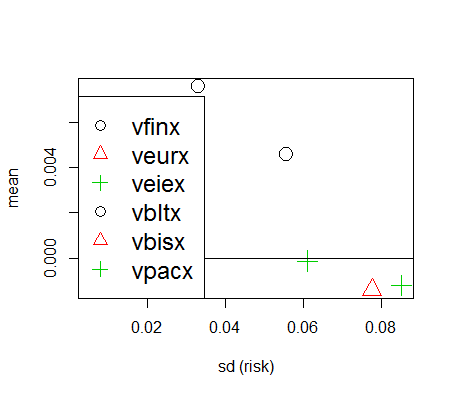 mean
0.004
0.000
vfinx
veurx
veiex
vbltx
vbisx
vpacx
0.02 0.04 0.06 0.08
sd (risk)